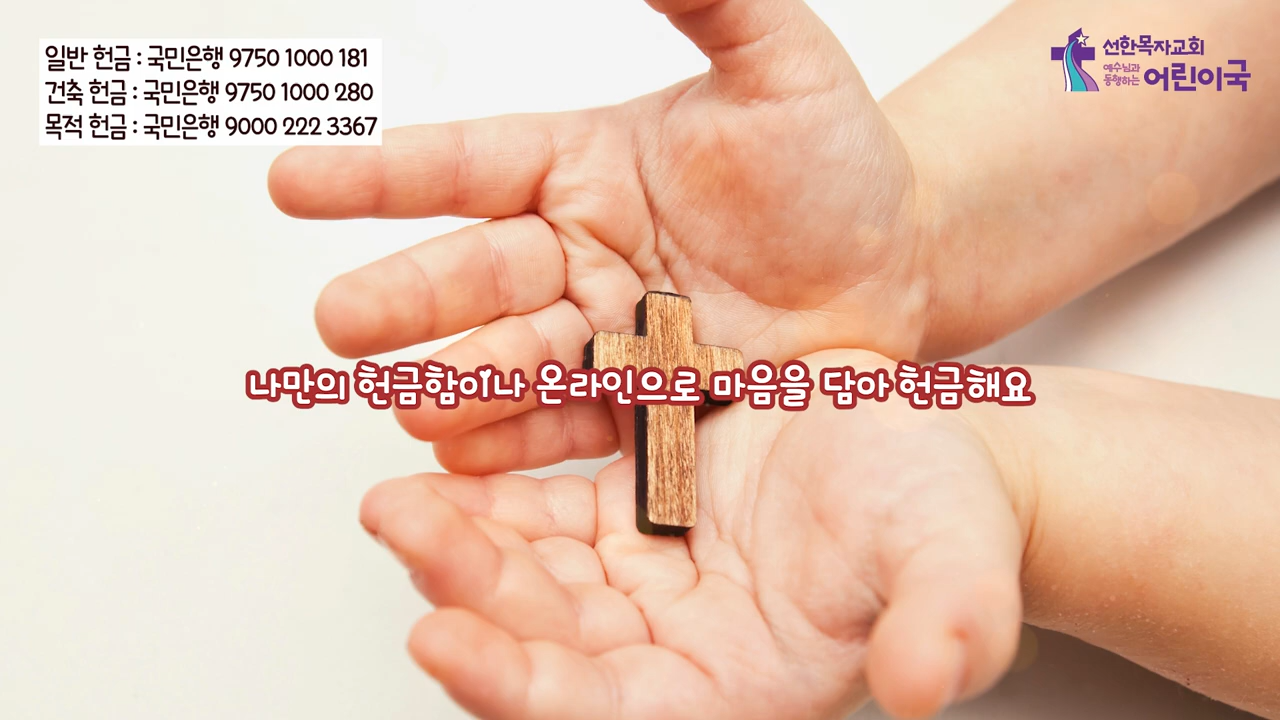 일반 헌금 : 국민은행 9750 1000 181
건축 헌금 : 국민은행 9750 1000 280
목적 헌금 : 국민은행 9000 222 3367
선한목자교회
예수님과
동행하는
어린이국
나만의 헌금함이나 온라인으로 마음을 담아 헌금해요